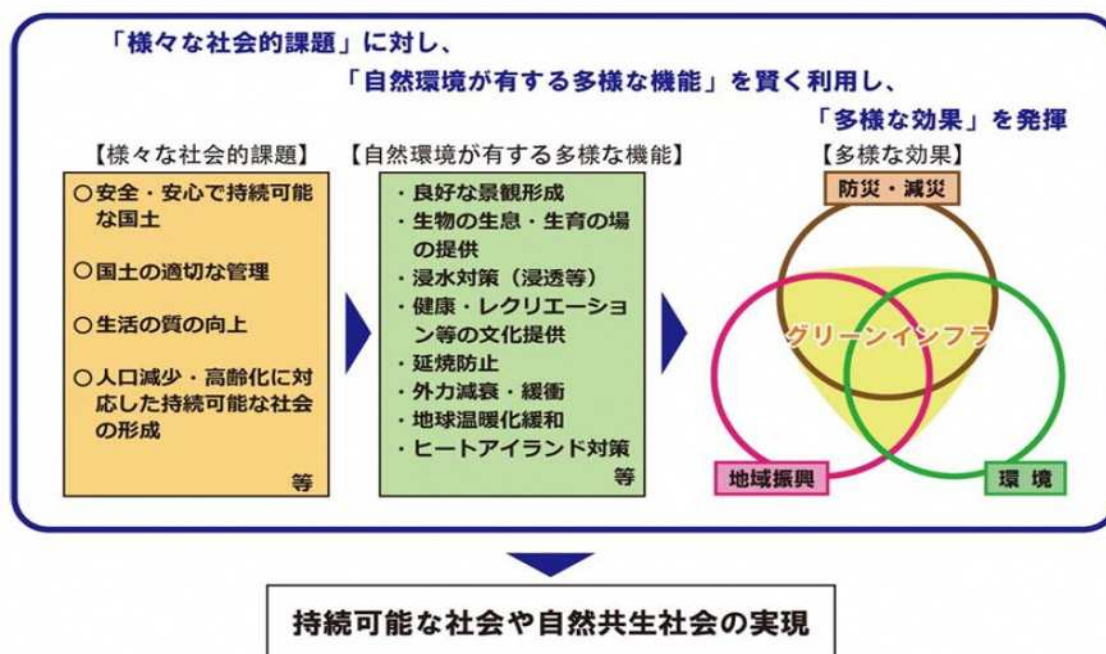 「様々な社会的課題」に対し、
「自然環境が有する多様な機能」を賢く利用し、
「多様な効果」を発揮
【様々な社会的課題】
○安全・安心で持続可能
な国土
○国土の適切な管理
○生活の質の向上
○人口減少・高齢化に対
応した持続可能な社会
の形成
等
【自然環境が有する多様な機能】
・良好な景観形成
・生物の生息・生育の場
の提供
・浸水対策（浸透等）
・健康・レクリエーショ
ン等の文化提供
・延焼防止
・外力減衰・緩衝
・地球温暖化緩和
・ヒートアイランド対策
等
【多様な効果】
防災・減災
グリーンインフラ
地域振興
環 境
持続可能な社会や自然共生社会の実現